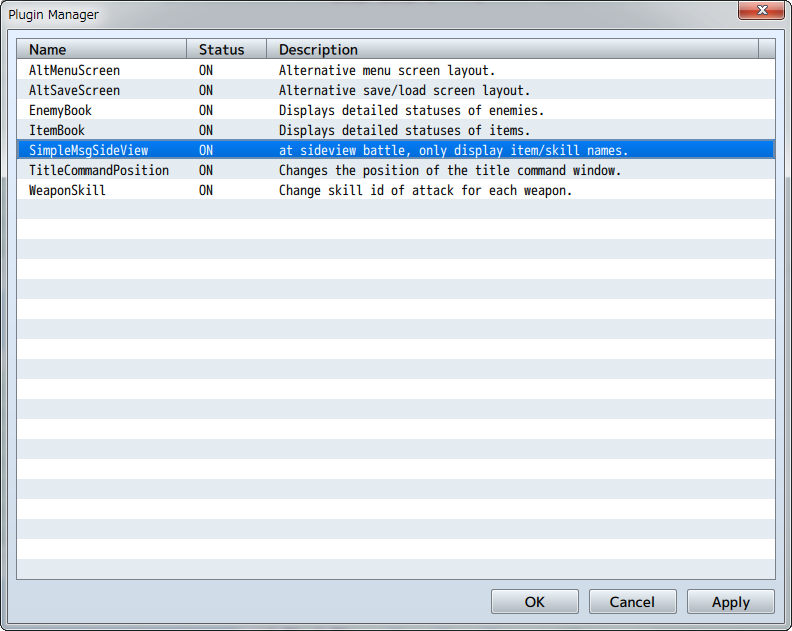 Plugin Manager
Name Status Description
AltMenuScreen ON Alternative menu screen layout.
AltSaveScreen ON Alternative save/load screen layout.
EnemyBook ON Displays detailed statuses of enemies.
ItemBook ON Displays detailed statuses of items.
SimpleMsgSideView ON at sideview battle, only display item/skill names.
TitleCommandPosition ON Changes the position of the title command window.
WeaponSkill ON Change skill id of attack for each weapon.
OK Cancel Apply